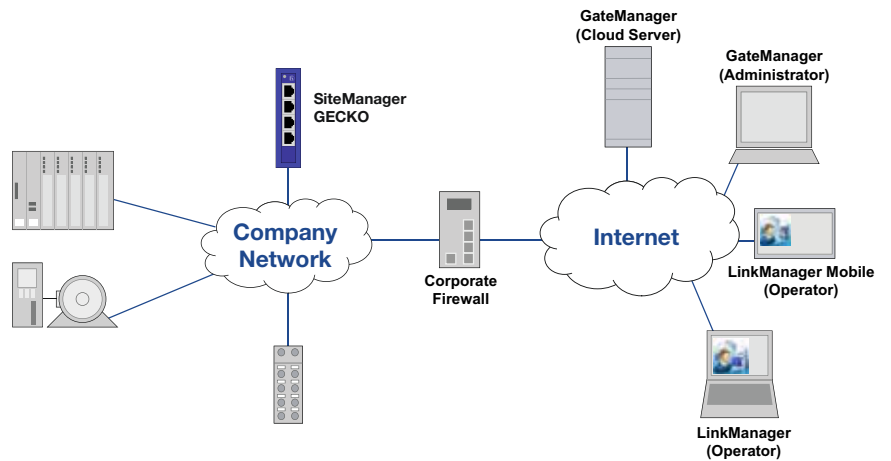 GateManager
(Cloud Server)
GateManager
(Administrator)
SiteManager
GECKO
Company
Network
Internet
Corporate
Firewall
LinkManager Mobile
(Operator)
LinkManager
(Operator)